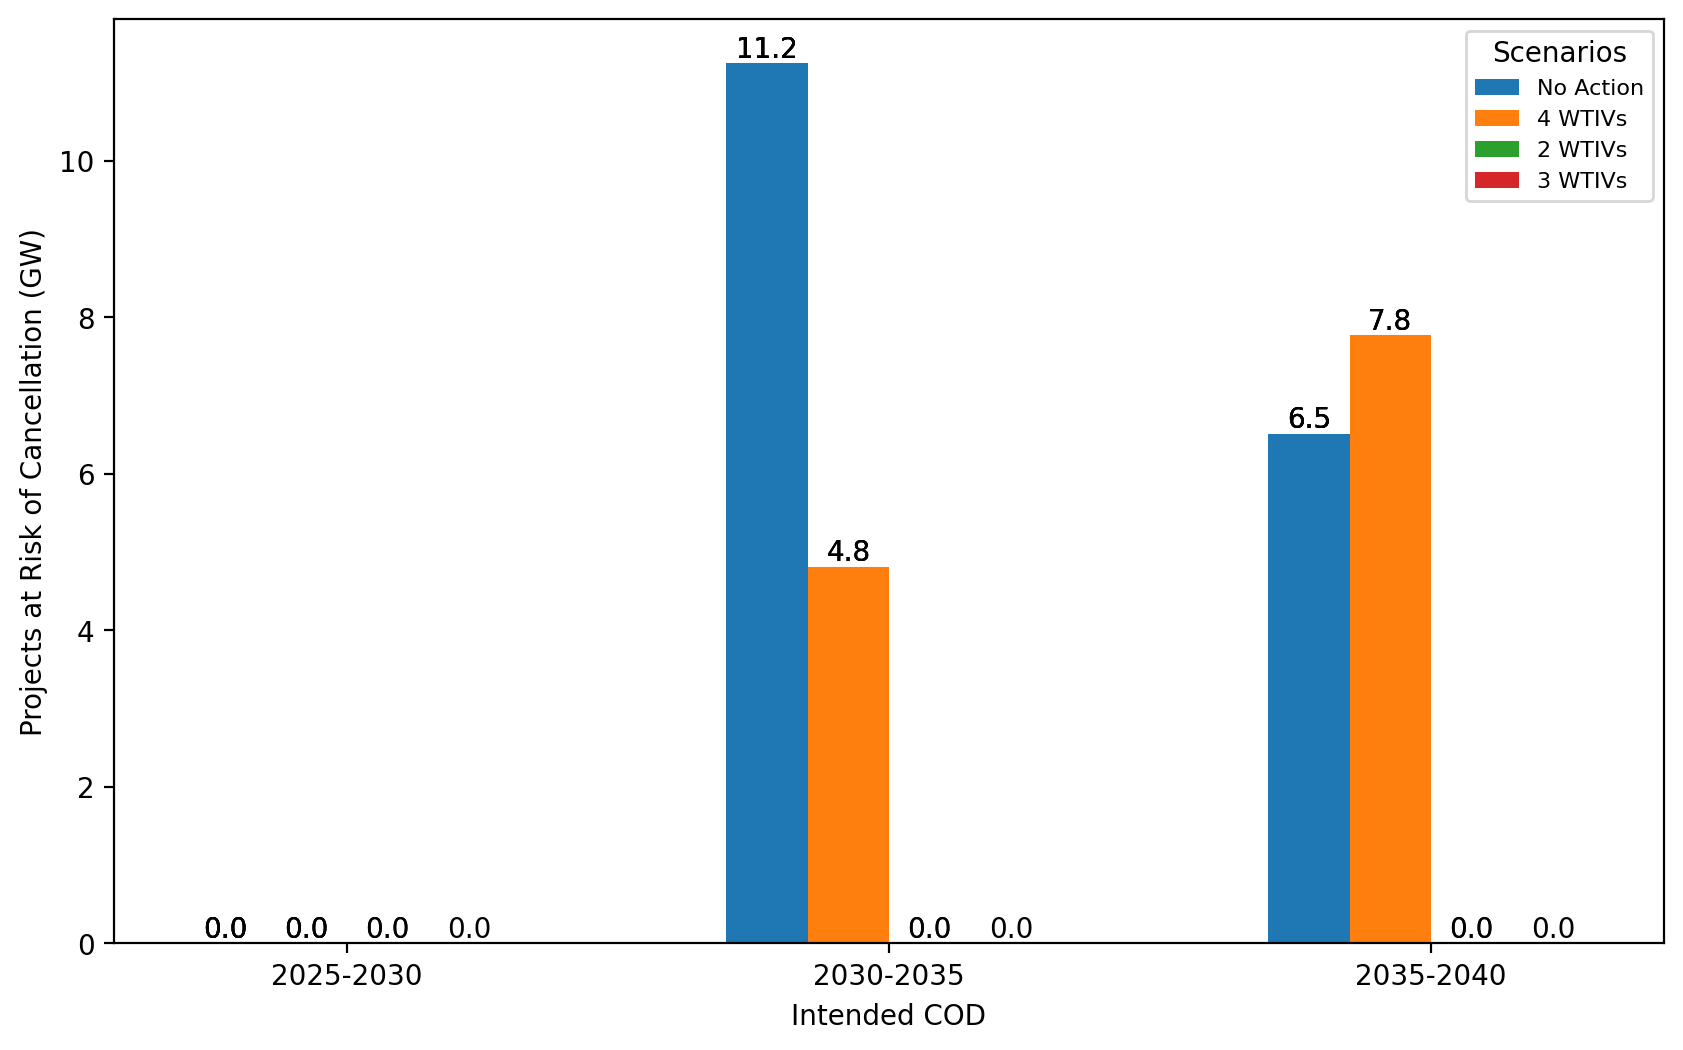 Scenarios
No Action
4 WTIVs
2 WTIVs
3 WTIVs
Projects at Risk of Cancellation (GW)
10
8
6
4
2
0
11.2
4.8
7.8
6.5
0.0 0.0 0.0 0.0
0.0 0.0
0.0 0.0
2025-2030 2030-2035 2035-2040
Intended COD